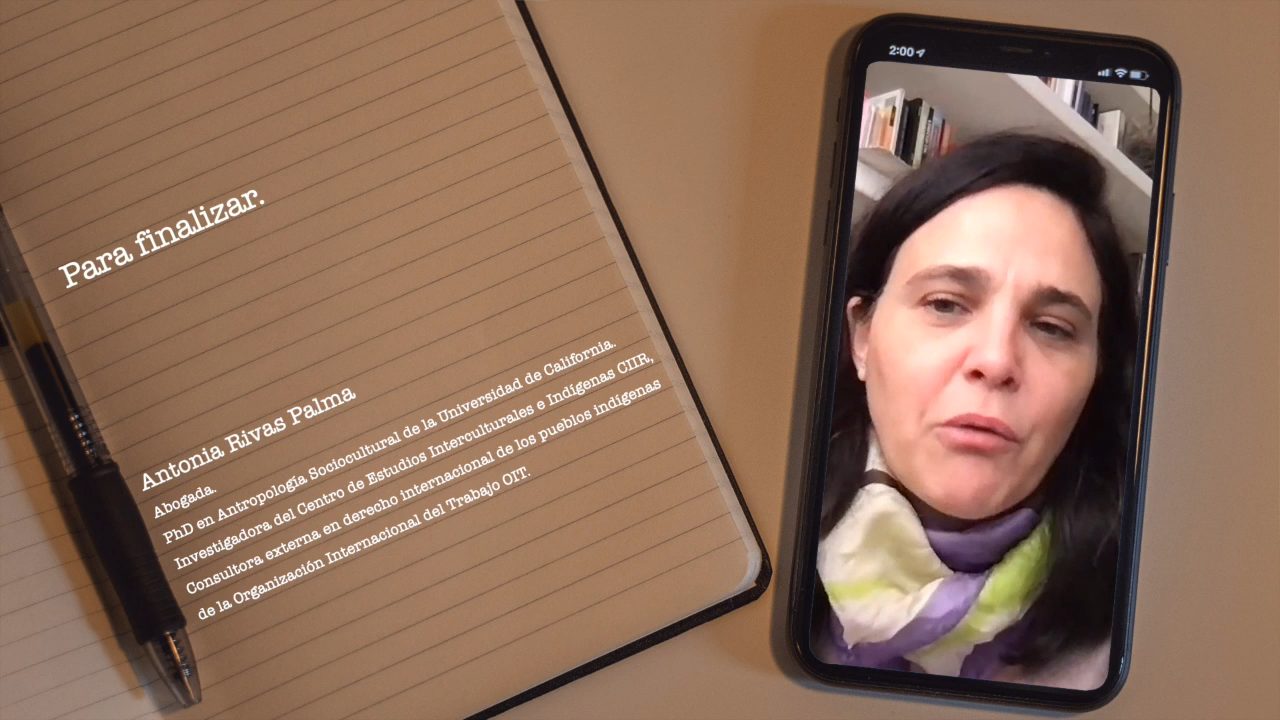 Para finalizar.
Antonia Rivas Palma
Abogada.
PhD en Antropología Sociocultural de la Universidad de California.
Investigadora del Centro de Estudios Interculturales e Indígenas CIIR,
Consultora externa en derecho internacional de los pueblos indígenas
de la Organización Internacional del Trabajo OIT.
2:00